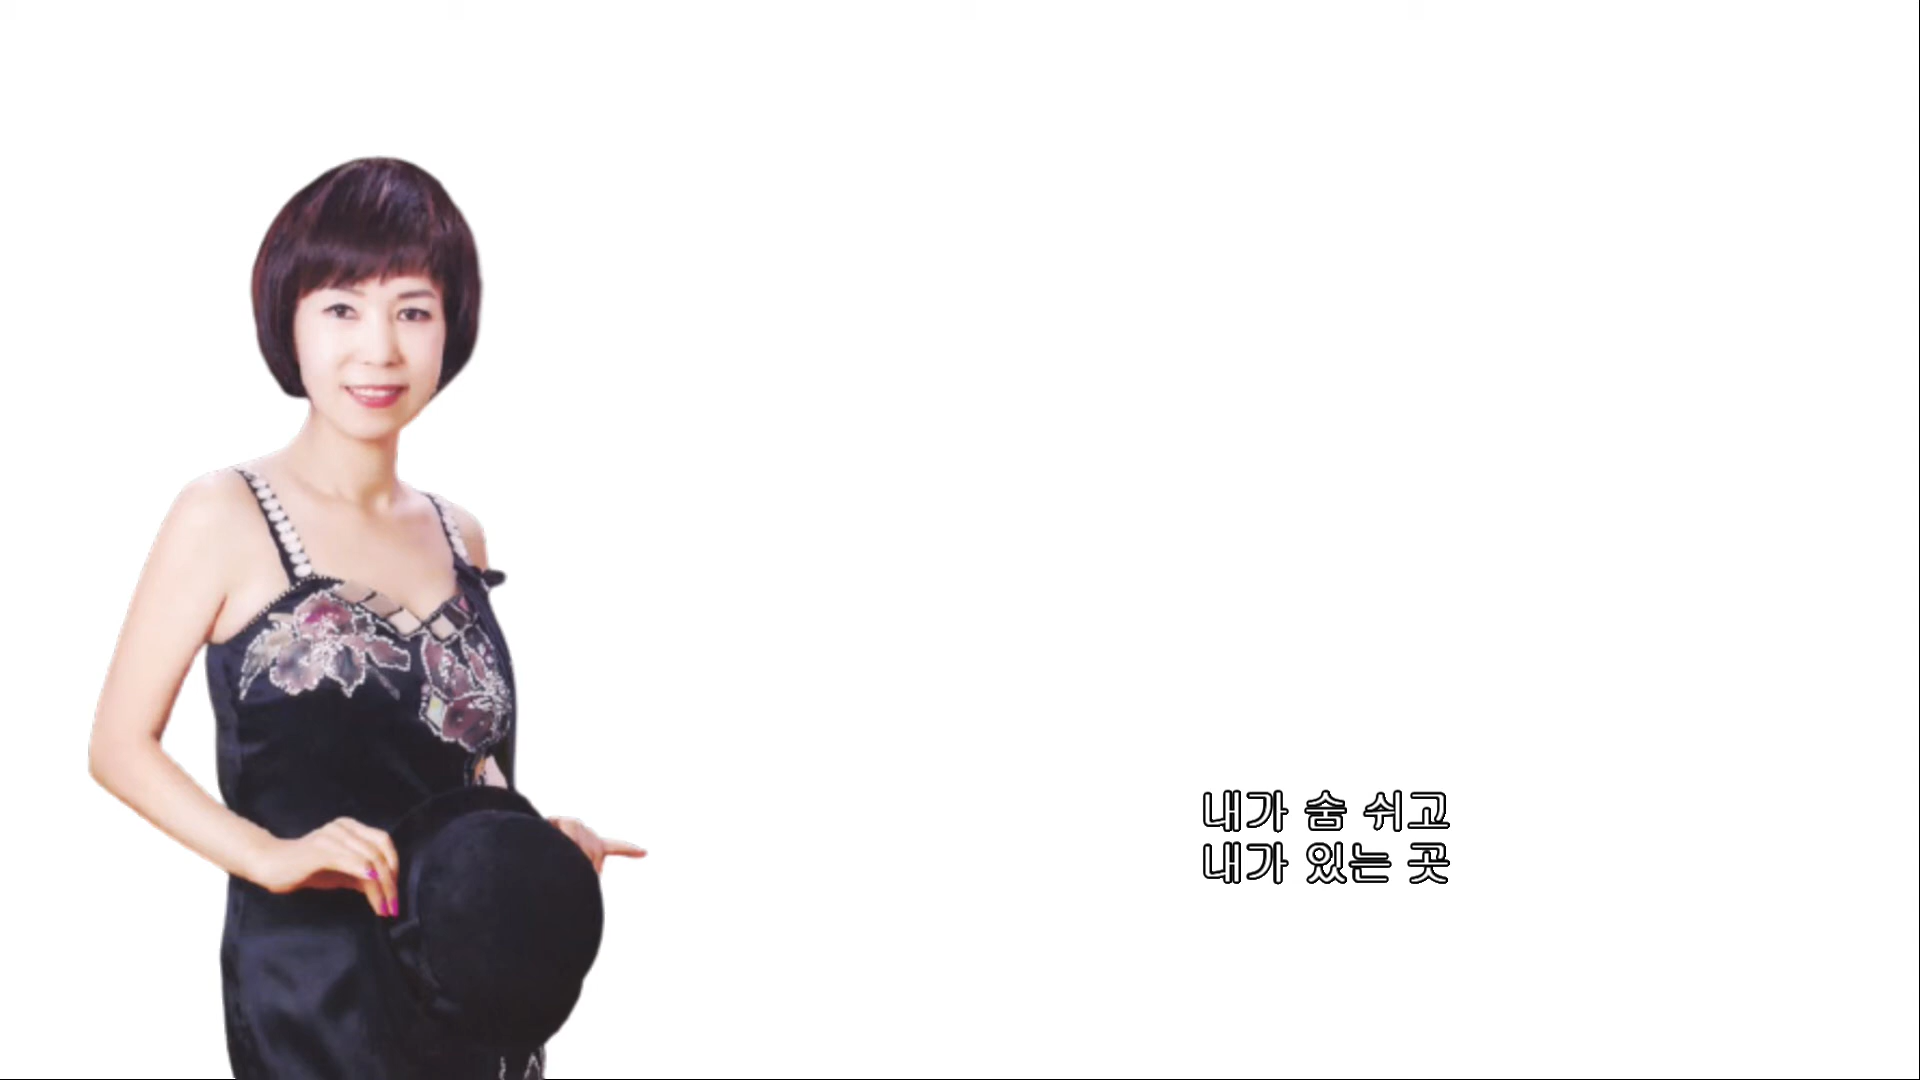 내가 숨 쉬고
내가 있는 곳